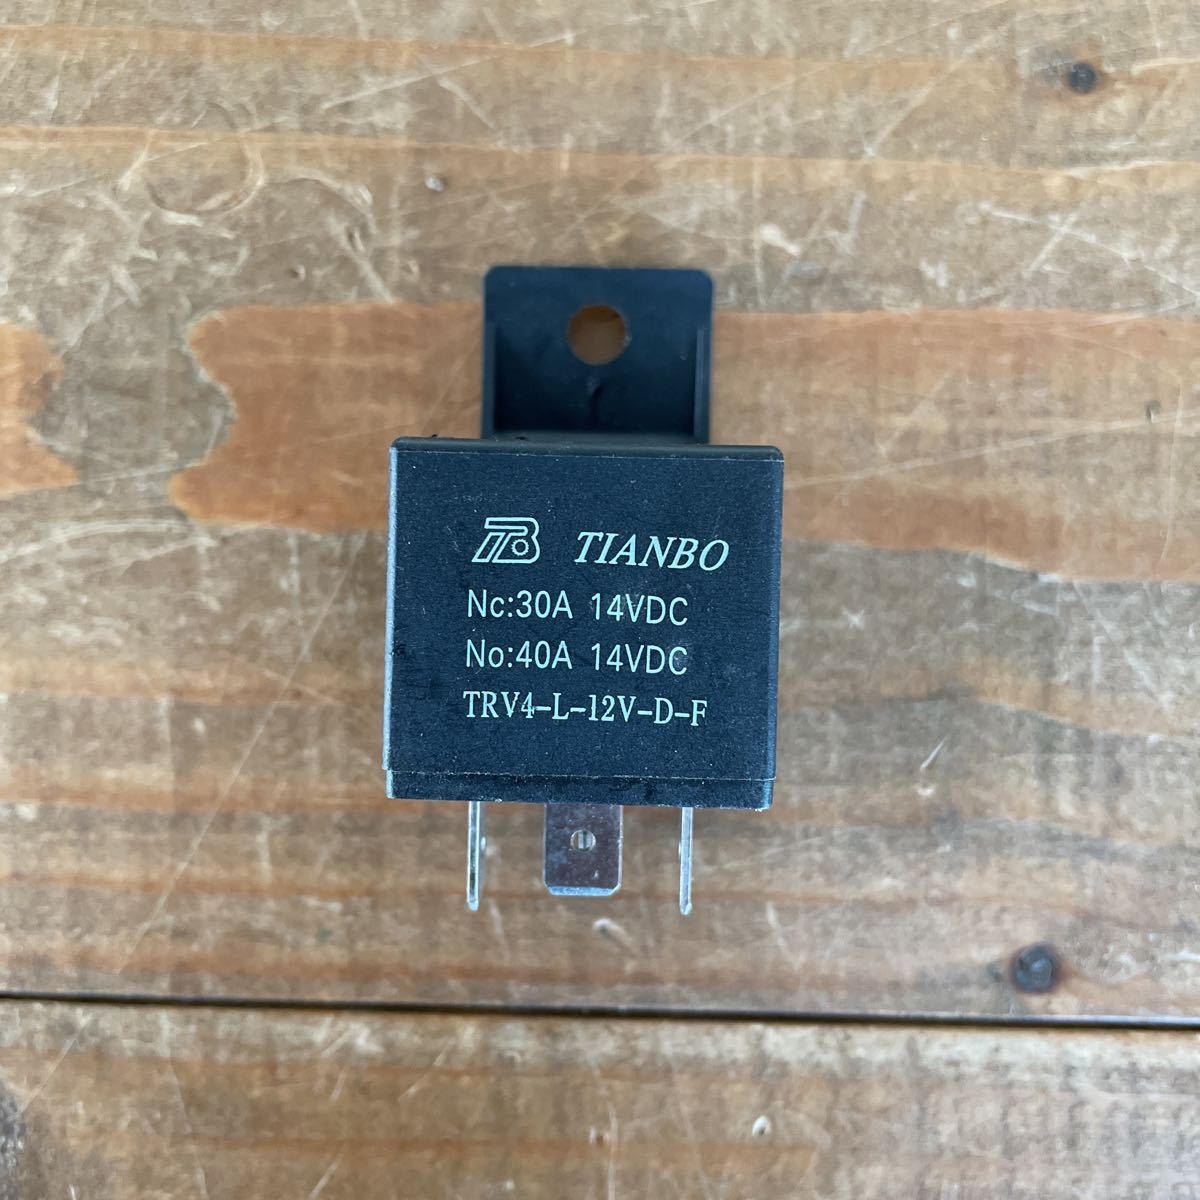 TB TIANBO
Nc:30A 14VDC
No:40A 14VDC
TRV4-L-12V-D-F